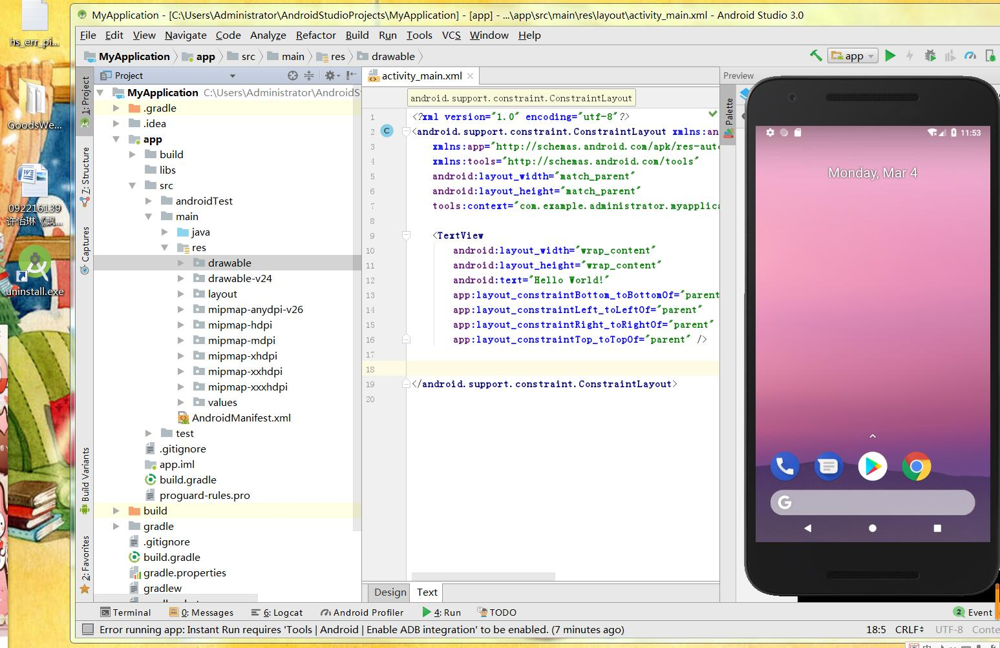 hs_err_pi...
GoodsWe...
092216139
许怡琳《飘...
uninstall.exe
MyApplication - [C:\Users\Administrator\AndroidStudioProjects\MyApplication] - [app] - ...\app\src\main\res\layout\activity_main.xml - Android Studio 3.0
File Edit View Navigate Code Analyze Refactor Build Run Tools VCS Window Help
MyApplication app src main res drawable
app
1: Project
7: Structure
Captures
Build Variants
2: Favorites
Project
MyApplication C:\Users\Administrator\AndroidS
.gradle
.idea
app
build
libs
src
androidTest
main
java
res
drawable
drawable-v24
layout
mipmap-anydpi-v26
mipmap-hdpi
mipmap-mdpi
mipmap-xhdpi
mipmap-xxhdpi
mipmap-xxxhdpi
values
AndroidManifest.xml
test
.gitignore
app.iml
build.gradle
proguard-rules.pro
build
gradle
.gitignore
build.gradle
gradle.properties
gradlew
activity_main.xml
android.support.constraint.ConstraintLayout
1 <?xml version="1.0" encoding="utf-8"?>
2 C <android.support.constraint.ConstraintLayout xmlns:an
3 xmlns:app="http://schemas.android.com/apk/res-auto
4 xmlns:tools="http://schemas.android.com/tools"
5 android:layout_width="match_parent"
6 android:layout_height="match_parent"
7 tools:context="com.example.administrator.myapplica
8
9 <TextView
10 android:layout_width="wrap_content"
11 android:layout_height="wrap_content"
12 android:text="Hello World!"
13 app:layout_constraintBottom_toBottomOf="parent
14 app:layout_constraintLeft_toLeftOf="parent"
15 app:layout_constraintRight_toRightOf="parent"
16 app:layout_constraintTop_toTopOf="parent" />
17
18
19 </android.support.constraint.ConstraintLayout>
20
Design Text
Preview
Palette
11:53
Monday, Mar 4
G
Terminal 0: Messages 6: Logcat Android Profiler 4: Run TODO 2 Event
Error running app: Instant Run requires 'Tools | Android | Enable ADB integration' to be enabled. (7 minutes ago) 18:5 CRLF UTF-8 Conte